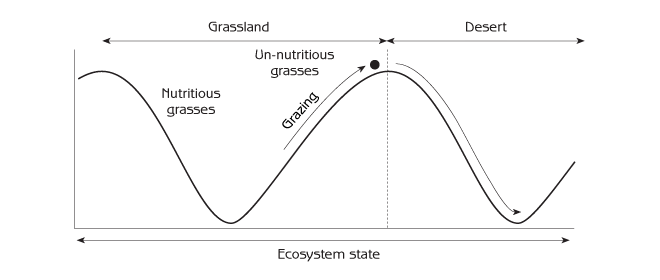 Grassland
Desert
Un-nutritious
grasses
Nutritious
grasses
Grazing
Ecosystem state